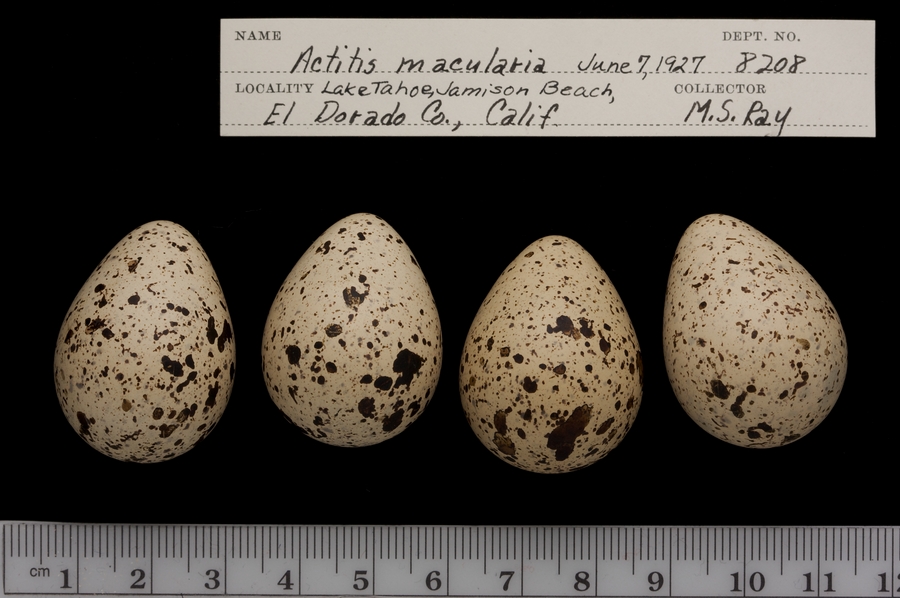 NAME DEPT. NO.
Actitis macularia June 7, 1927 8208
LOCALITY Lake Tahoe, Jamison Beach, COLLECTOR
El Dorado Co., Calif. M.S. Ray
cm 1 2 3 4 5 6 7 8 9 10 11 12